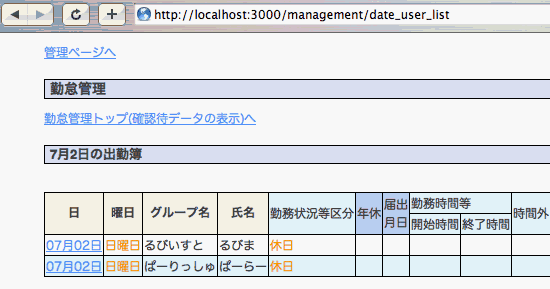 http://localhost:3000/management/date_user_list
管理ページへ
勤怠管理
勤怠管理トップ(確認待データの表示)へ
7月2日の出勤簿
日 曜日 グループ名 氏名 勤務状況等区分 年休 届出月日 勤務時間等 時間外
開始時間 終了時間
07月02日 日曜日 るびいすと るびま 休日
07月02日 日曜日 ぱーりっしゅ ぱーらー 休日